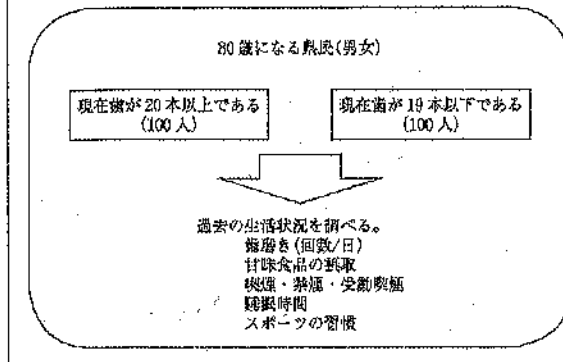 80歳になる県民(男女)
現在歯が20本以上である
(100人)
現在歯が19本以下である
(100人)
過去の生活状況を調べる。
歯磨き(回数/日)
甘味食品の摂取
喫煙・禁煙・受動喫煙
睡眠時間
スポーツの習慣